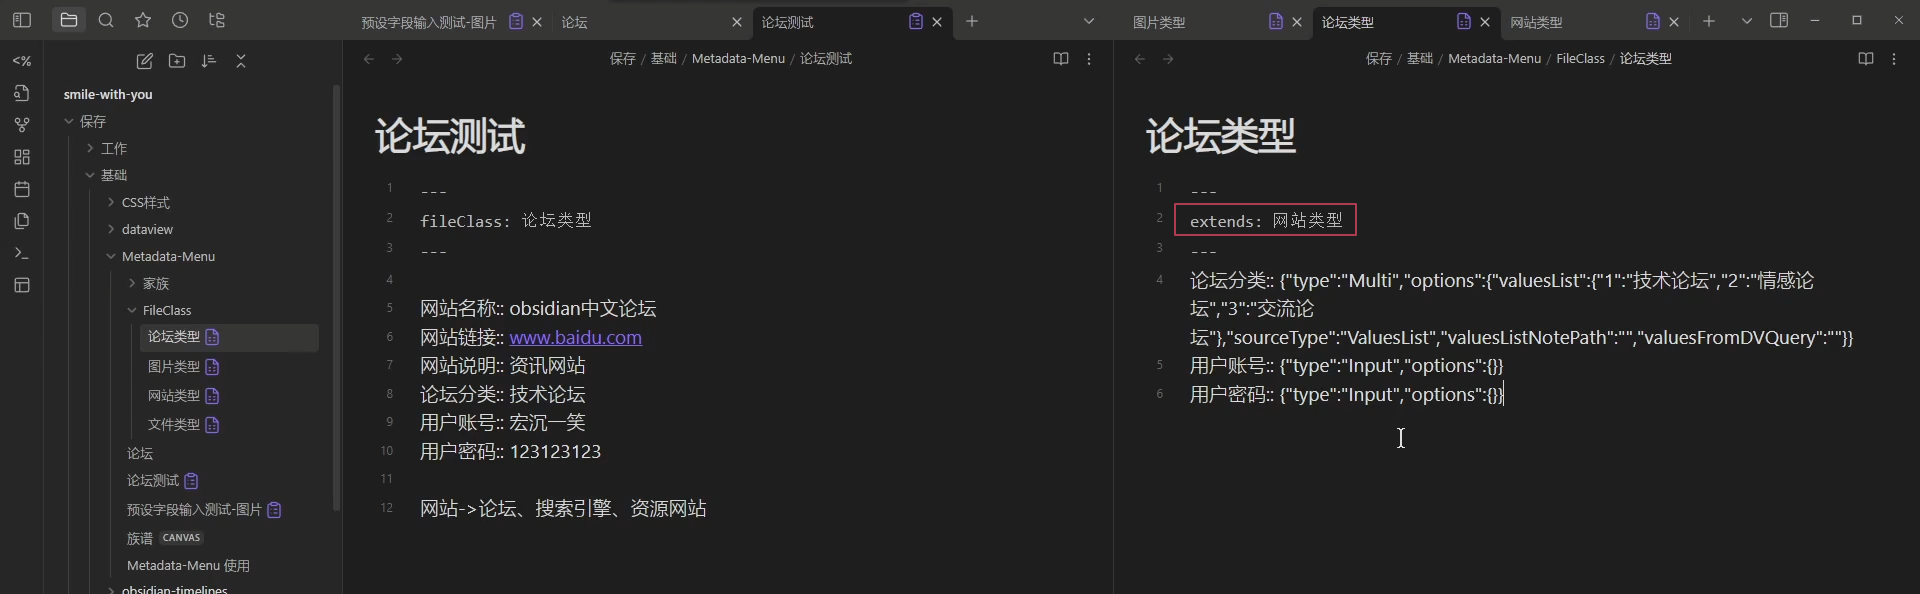 预设字段输入测试-图片
论坛
论坛测试
图片类型
论坛类型
网站类型
<%
smile-with-you
保存
工作
基础
CSS样式
dataview
Metadata-Menu
家族
FileClass
论坛类型
图片类型
网站类型
文件类型
论坛
论坛测试
预设字段输入测试-图片
族谱 CANVAS
Metadata-Menu 使用
obsidian-timelines
保存 / 基础 / Metadata-Menu / 论坛测试
论坛测试
1 ---
2 fileClass: 论坛类型
3 ---
4
5 网站名称:: obsidian中文论坛
6 网站链接:: www.baidu.com
7 网站说明:: 资讯网站
8 论坛分类:: 技术论坛
9 用户账号:: 宏沉一笑
10 用户密码:: 123123123
11
12 网站->论坛、搜索引擎、资源网站
保存 / 基础 / Metadata-Menu / FileClass / 论坛类型
论坛类型
1 ---
2 extends: 网站类型
3 ---
4 论坛分类:: {"type":"Multi","options":{"valuesList":{"1":"技术论坛","2":"情感论
坛","3":"交流论
坛"},"sourceType":"ValuesList","valuesListNotePath":"","valuesFromDVQuery":""}}
5 用户账号:: {"type":"Input","options":{}}
6 用户密码:: {"type":"Input","options":{}}